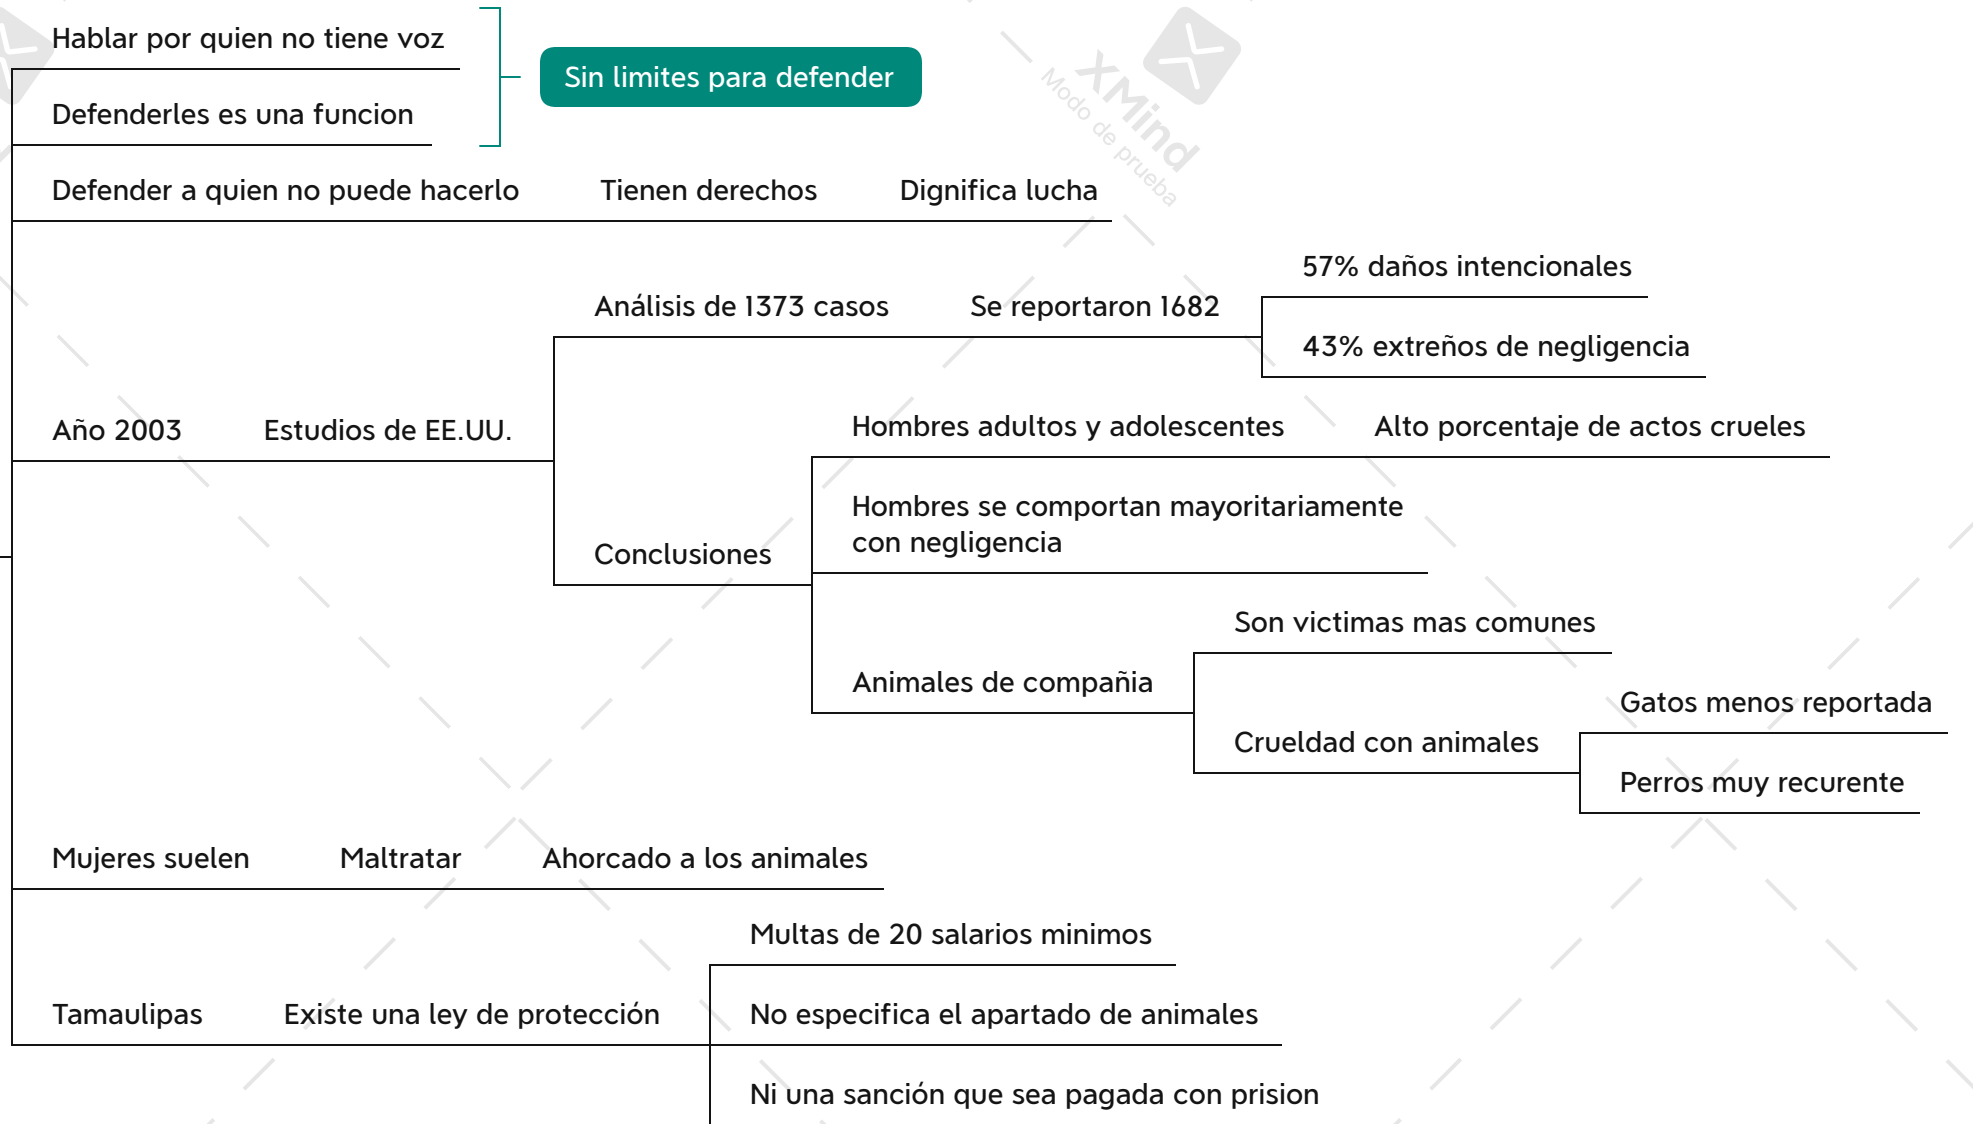 Hablar por quien no tiene voz
Sin limites para defender
Defenderles es una funcion
Defender a quien no puede hacerlo Tienen derechos Dignifica lucha
XMind
Modo de prueba
57% daños intencionales
Análisis de 1373 casos Se reportaron 1682
43% extreños de negligencia
Año 2003 Estudios de EE.UU.
Hombres adultos y adolescentes Alto porcentaje de actos crueles
Hombres se comportan mayoritariamente
con negligencia
Conclusiones
Son victimas mas comunes
Animales de compañia
Gatos menos reportada
Crueldad con animales
Perros muy recurente
Mujeres suelen Maltratar Ahorcado a los animales
Multas de 20 salarios minimos
Tamaulipas Existe una ley de protección No especifica el apartado de animales
Ni una sanción que sea pagada con prision